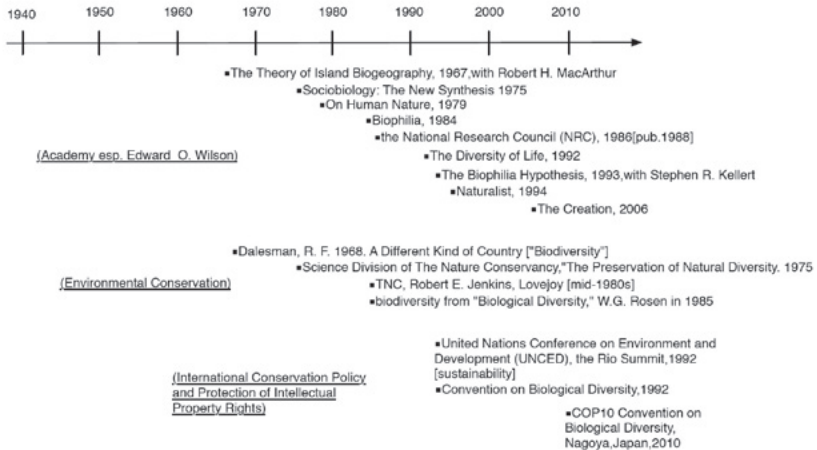 1940 1950 1960 1970 1980 1990 2000 2010
▪The Theory of Island Biogeography, 1967,with Robert H. MacArthur
▪Sociobiology: The New Synthesis 1975
▪On Human Nature, 1979
▪Biophilia, 1984
▪the National Research Council (NRC), 1986[pub.1988]
(Academy esp. Edward O. Wilson)
▪The Diversity of Life, 1992
▪The Biophilia Hypothesis, 1993,with Stephen R. Kellert
▪Naturalist, 1994
▪The Creation, 2006
▪Dalesman, R. F. 1968. A Different Kind of Country ["Biodiversity"]
▪Science Division of The Nature Conservancy,"The Preservation of Natural Diversity. 1975
(Environmental Conservation)
▪TNC, Robert E. Jenkins, Lovejoy [mid-1980s]
▪biodiversity from "Biological Diversity," W.G. Rosen in 1985
▪United Nations Conference on Environment and
Development (UNCED), the Rio Summit,1992
[sustainability]
▪Convention on Biological Diversity,1992
(International Conservation Policy
and Protection of Intellectual
Property Rights)
▪COP10 Convention on
Biological Diversity,
Nagoya,Japan,2010